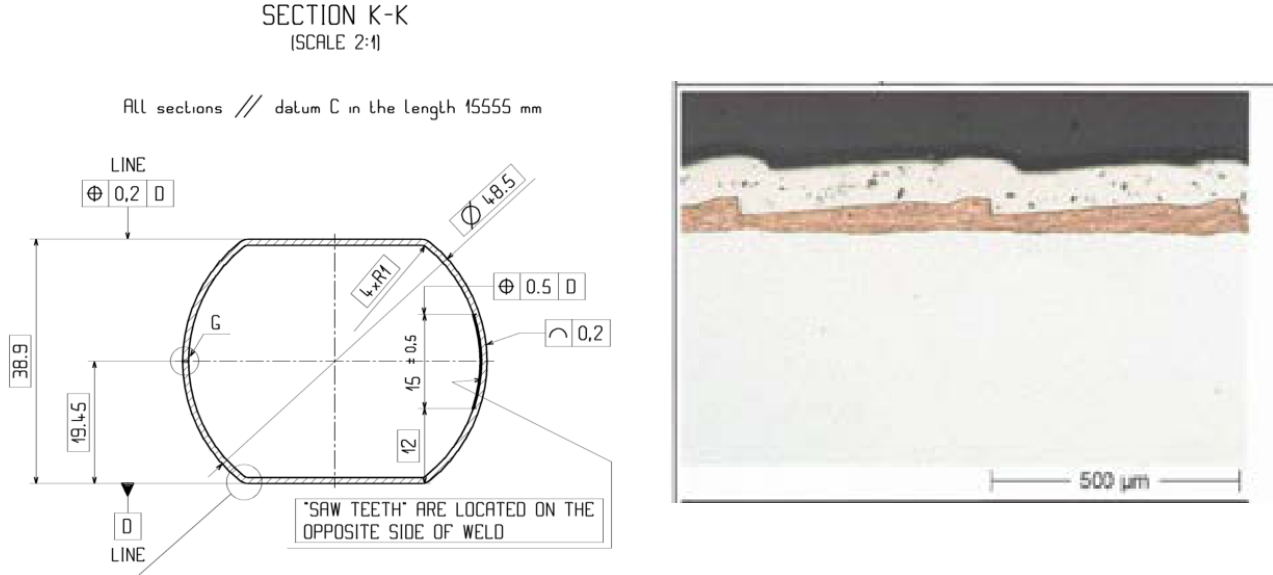 SECTION K-K
(SCALE 2:1)
All sections // datum C in the length 15555 mm
LINE
⌖ 0,2 D
Ø 48.5
4xR1
⌖ 0.5 D
G
⌒ 0,2
38.9
15 ± 0,5
19.45
12
D
LINE
"SAW TEETH" ARE LOCATED ON THE
OPPOSITE SIDE OF WELD
500 µm